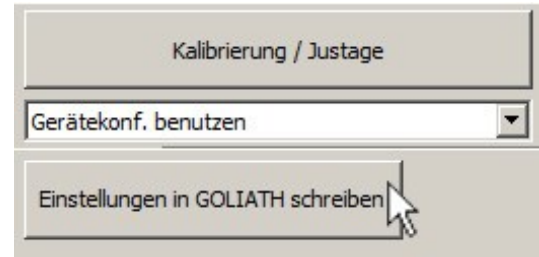 Kalibrierung / Justage
Gerätekonf. benutzen
Einstellungen in GOLIATH schreiben